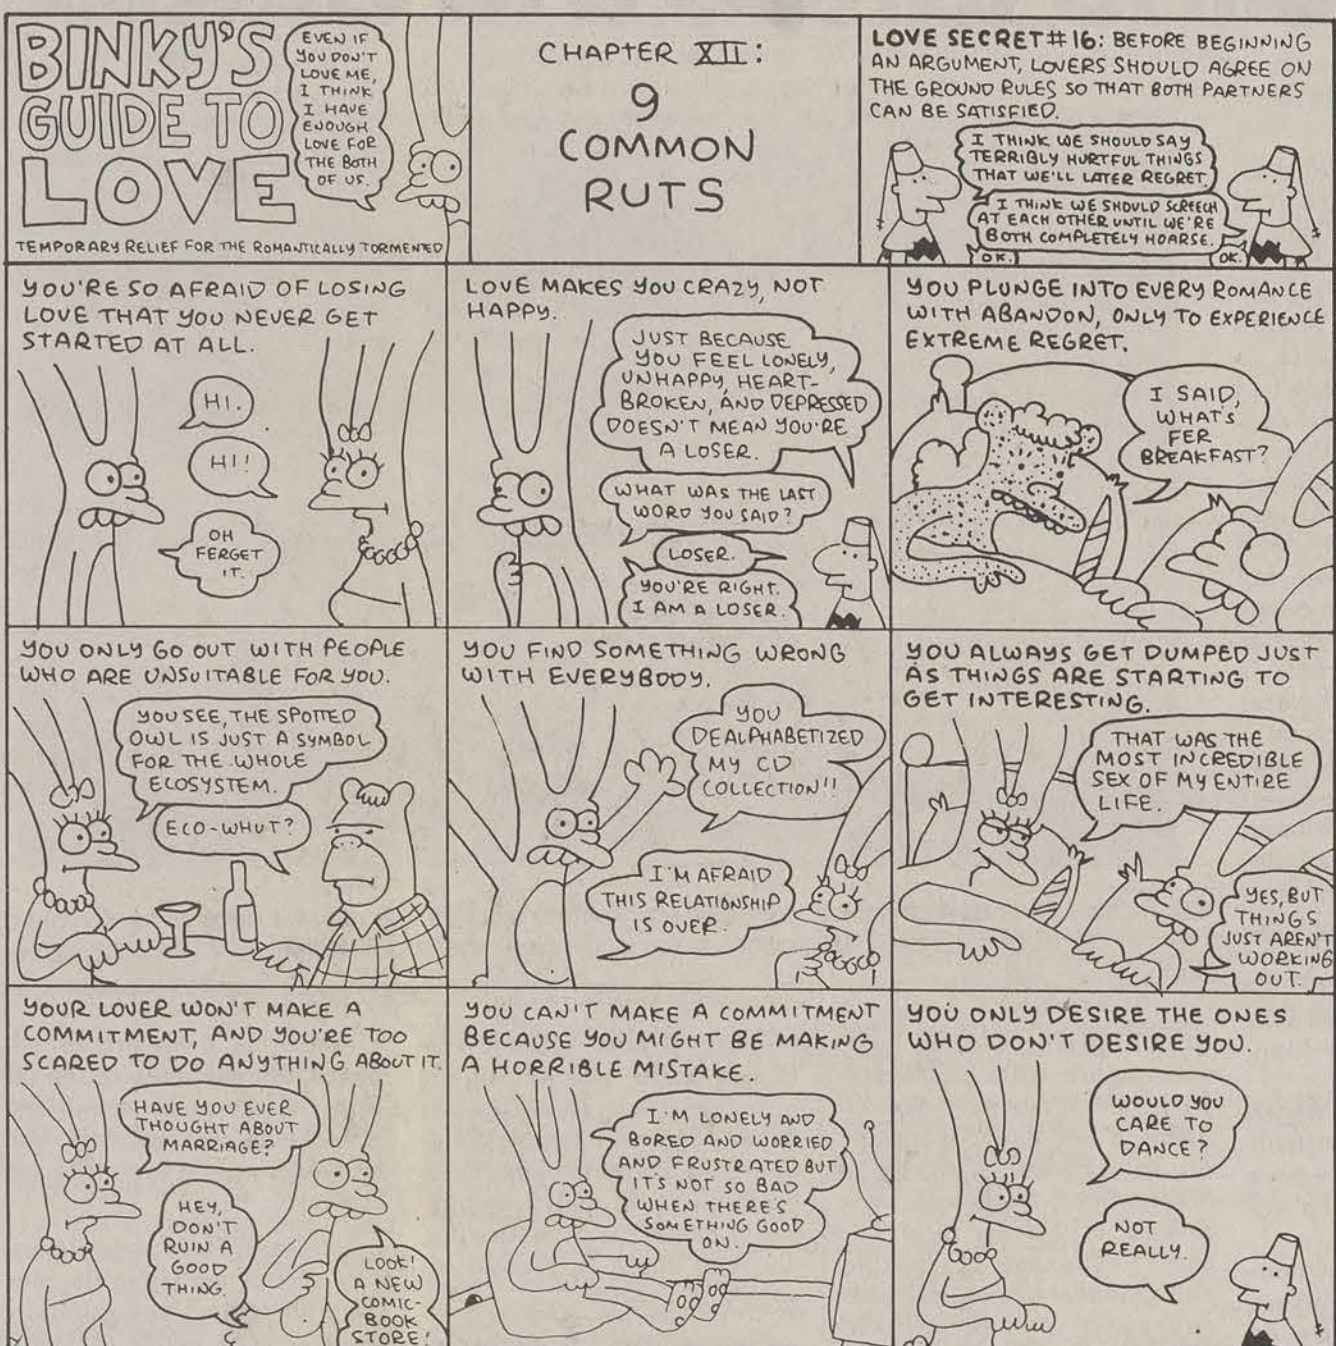 BINKY'S
GUIDE TO
LOVE
EVEN IF
YOU DON'T
LOVE ME,
I THINK
I HAVE
ENOUGH
LOVE FOR
THE BOTH
OF US.
TEMPORARY RELIEF FOR THE ROMANTICALLY TORMENTED
CHAPTER XII:
9
COMMON
RUTS
LOVE SECRET #16: BEFORE BEGINNING
AN ARGUMENT, LOVERS SHOULD AGREE ON
THE GROUND RULES SO THAT BOTH PARTNERS
CAN BE SATISFIED.
I THINK WE SHOULD SAY
TERRIBLY HURTFUL THINGS
THAT WE'LL LATER REGRET.
I THINK WE SHOULD SCREECH
AT EACH OTHER UNTIL WE'RE
BOTH COMPLETELY HOARSE.
OK.
OK.
YOU'RE SO AFRAID OF LOSING
LOVE THAT YOU NEVER GET
STARTED AT ALL.
HI.
HI!
OH
FERGET
IT.
LOVE MAKES YOU CRAZY, NOT
HAPPY.
JUST BECAUSE
YOU FEEL LONELY,
UNHAPPY, HEART-
BROKEN, AND DEPRESSED
DOESN'T MEAN YOU'RE
A LOSER.
WHAT WAS THE LAST
WORD YOU SAID?
LOSER.
YOU'RE RIGHT.
I AM A LOSER.
YOU PLUNGE INTO EVERY ROMANCE
WITH ABANDON, ONLY TO EXPERIENCE
EXTREME REGRET.
I SAID,
WHAT'S
FER
BREAKFAST?
YOU ONLY GO OUT WITH PEOPLE
WHO ARE UNSUITABLE FOR YOU.
YOU SEE, THE SPOTTED
OWL IS JUST A SYMBOL
FOR THE WHOLE
ECOSYSTEM.
ECO-WHUT?
YOU FIND SOMETHING WRONG
WITH EVERYBODY.
YOU
DEALPHABETIZED
MY CD
COLLECTION!!
I'M AFRAID
THIS RELATIONSHIP
IS OVER.
YOU ALWAYS GET DUMPED JUST
AS THINGS ARE STARTING TO
GET INTERESTING.
THAT WAS THE
MOST INCREDIBLE
SEX OF MY ENTIRE
LIFE.
YES, BUT
THINGS
JUST AREN'T
WORKING
OUT.
YOUR LOVER WON'T MAKE A
COMMITMENT, AND YOU'RE TOO
SCARED TO DO ANYTHING ABOUT IT.
HAVE YOU EVER
THOUGHT ABOUT
MARRIAGE?
HEY,
DON'T
RUIN A
GOOD
THING.
LOOK!
A NEW
COMIC-
BOOK
STORE!
YOU CAN'T MAKE A COMMITMENT
BECAUSE YOU MIGHT BE MAKING
A HORRIBLE MISTAKE.
I'M LONELY AND
BORED AND WORRIED
AND FRUSTRATED BUT
IT'S NOT SO BAD
WHEN THERE'S
SOMETHING GOOD
ON.
YOU ONLY DESIRE THE ONES
WHO DON'T DESIRE YOU.
WOULD YOU
CARE TO
DANCE?
NOT
REALLY.